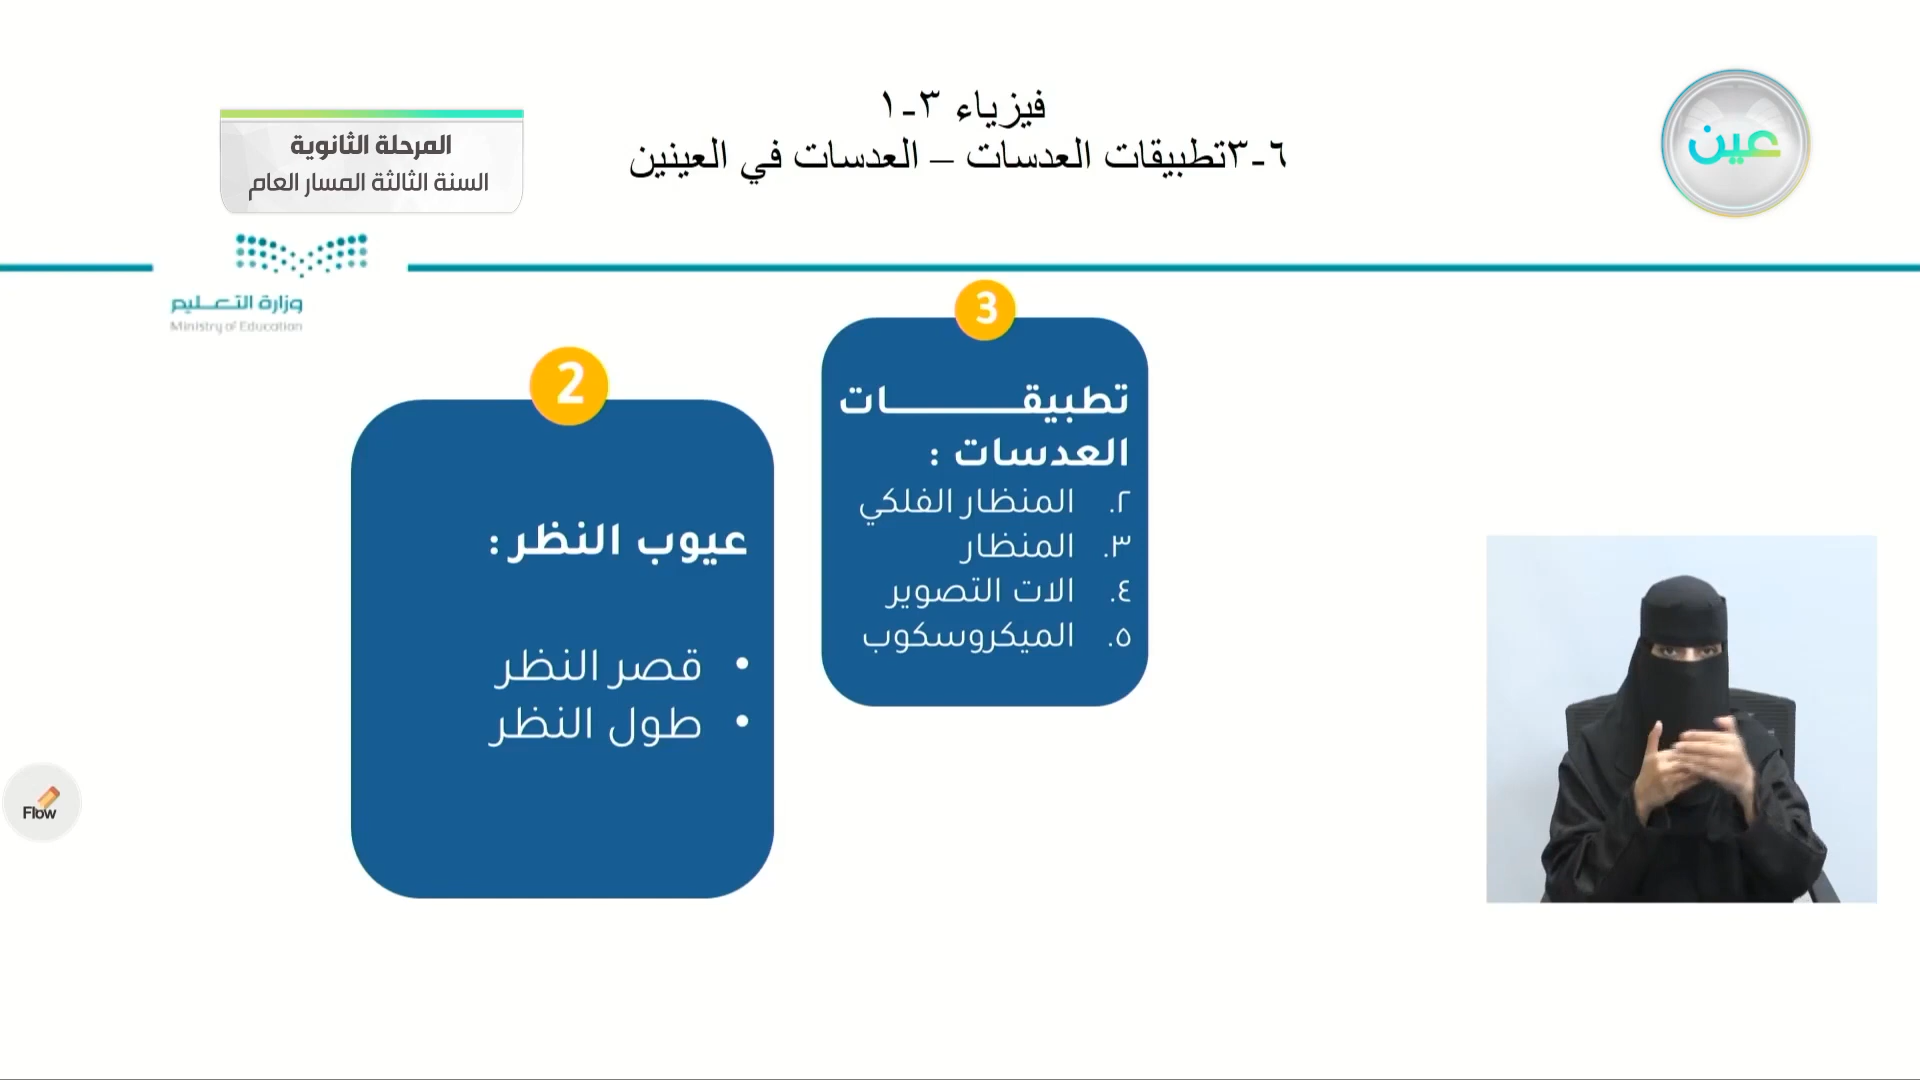 فيزياء ٣-١
٦-٣تطبيقات العدسات – العدسات في العينين
عين
المرحلة الثانوية
السنة الثالثة المسار العام
وزارة التعليم
Ministry of Education
3
تطبيقـــــــــات
العدسات :
٢. المنظار الفلكي
٣. المنظار
٤. الات التصوير
٥. الميكروسكوب
2
عيوب النظر :
• قصر النظر
• طول النظر
Flow